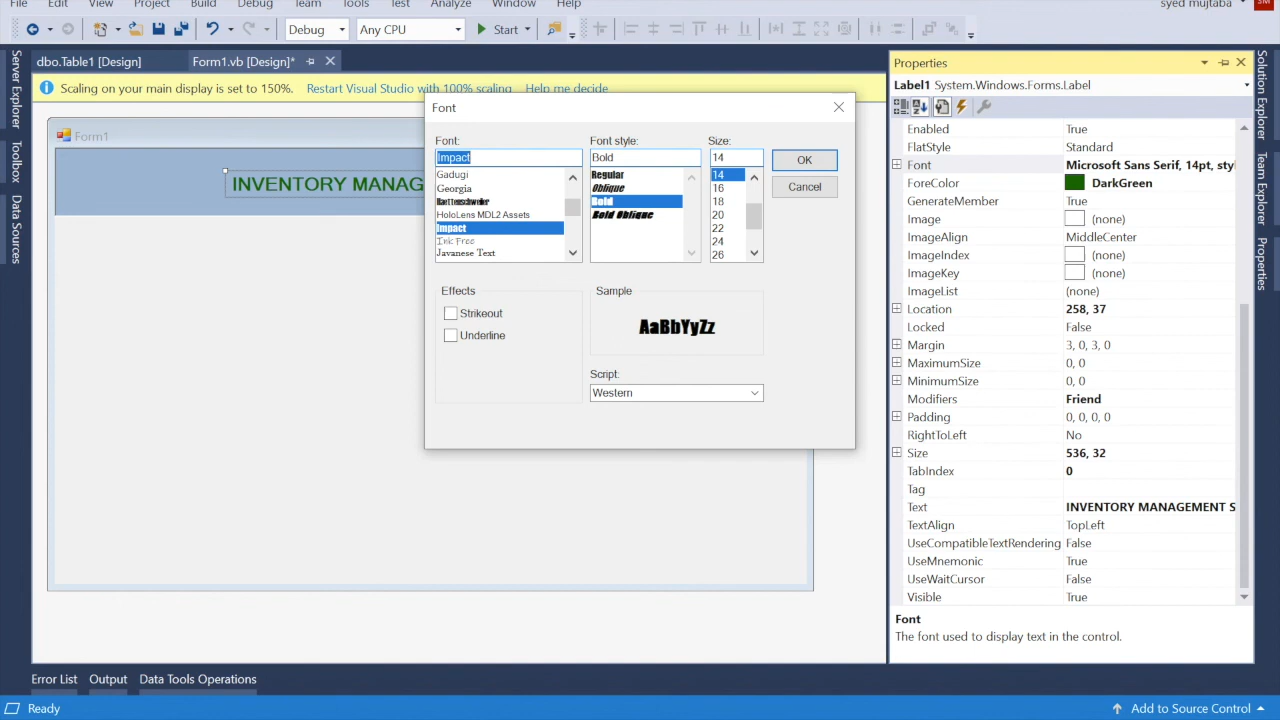 File Edit View Project Build Debug Team Tools Test Analyze Window Help syed mujtaba SM
Debug Any CPU Start
dbo.Table1 [Design] Form1.vb [Design]*
Scaling on your main display is set to 150%. Restart Visual Studio with 100% scaling Help me decide
Server Explorer
Toolbox
Data Sources
Form1
INVENTORY MANAG
Font
Font: Font style: Size:
Impact Bold 14
Gadugi
Georgia
Haettenschweiler
HoloLens MDL2 Assets
Impact
Ink Free
Javanese Text
Regular
Oblique
Bold
Bold Oblique
14
16
18
20
22
24
26
OK
Cancel
Effects
Strikeout
Underline
Sample
AaBbYyZz
Script:
Western
Properties
Label1 System.Windows.Forms.Label
Enabled True
FlatStyle Standard
Font Microsoft Sans Serif, 14pt, styl
ForeColor DarkGreen
GenerateMember True
Image (none)
ImageAlign MiddleCenter
ImageIndex (none)
ImageKey (none)
ImageList (none)
Location 258, 37
Locked False
Margin 3, 0, 3, 0
MaximumSize 0, 0
MinimumSize 0, 0
Modifiers Friend
Padding 0, 0, 0, 0
RightToLeft No
Size 536, 32
TabIndex 0
Tag
Text INVENTORY MANAGEMENT S
TextAlign TopLeft
UseCompatibleTextRendering False
UseMnemonic True
UseWaitCursor False
Visible True
Font
The font used to display text in the control.
Solution Explorer
Team Explorer
Properties
Error List Output Data Tools Operations
Ready Add to Source Control